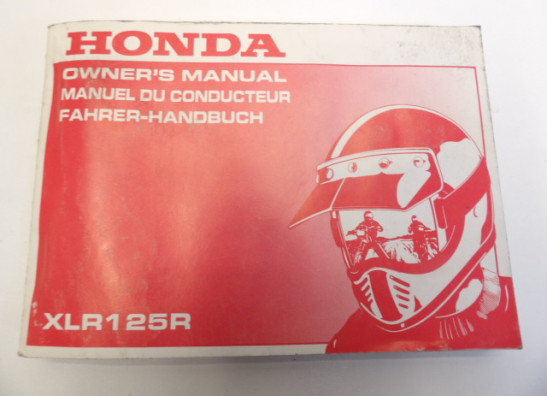 HONDA
OWNER'S MANUAL
MANUEL DU CONDUCTEUR
FAHRER-HANDBUCH
XLR125R